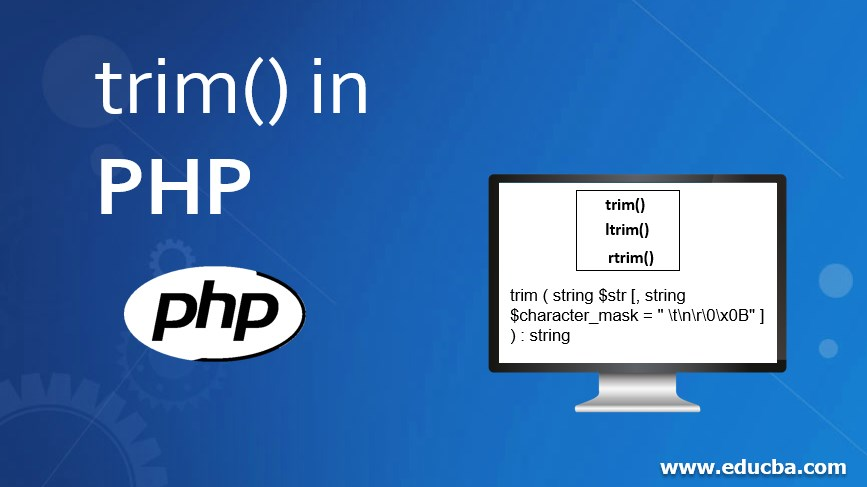 trim() in
PHP
php
trim()
ltrim()
rtrim()
trim ( string $str [, string
$character_mask = " \t\n\r\0\x0B" ]
) : string
www.educba.com